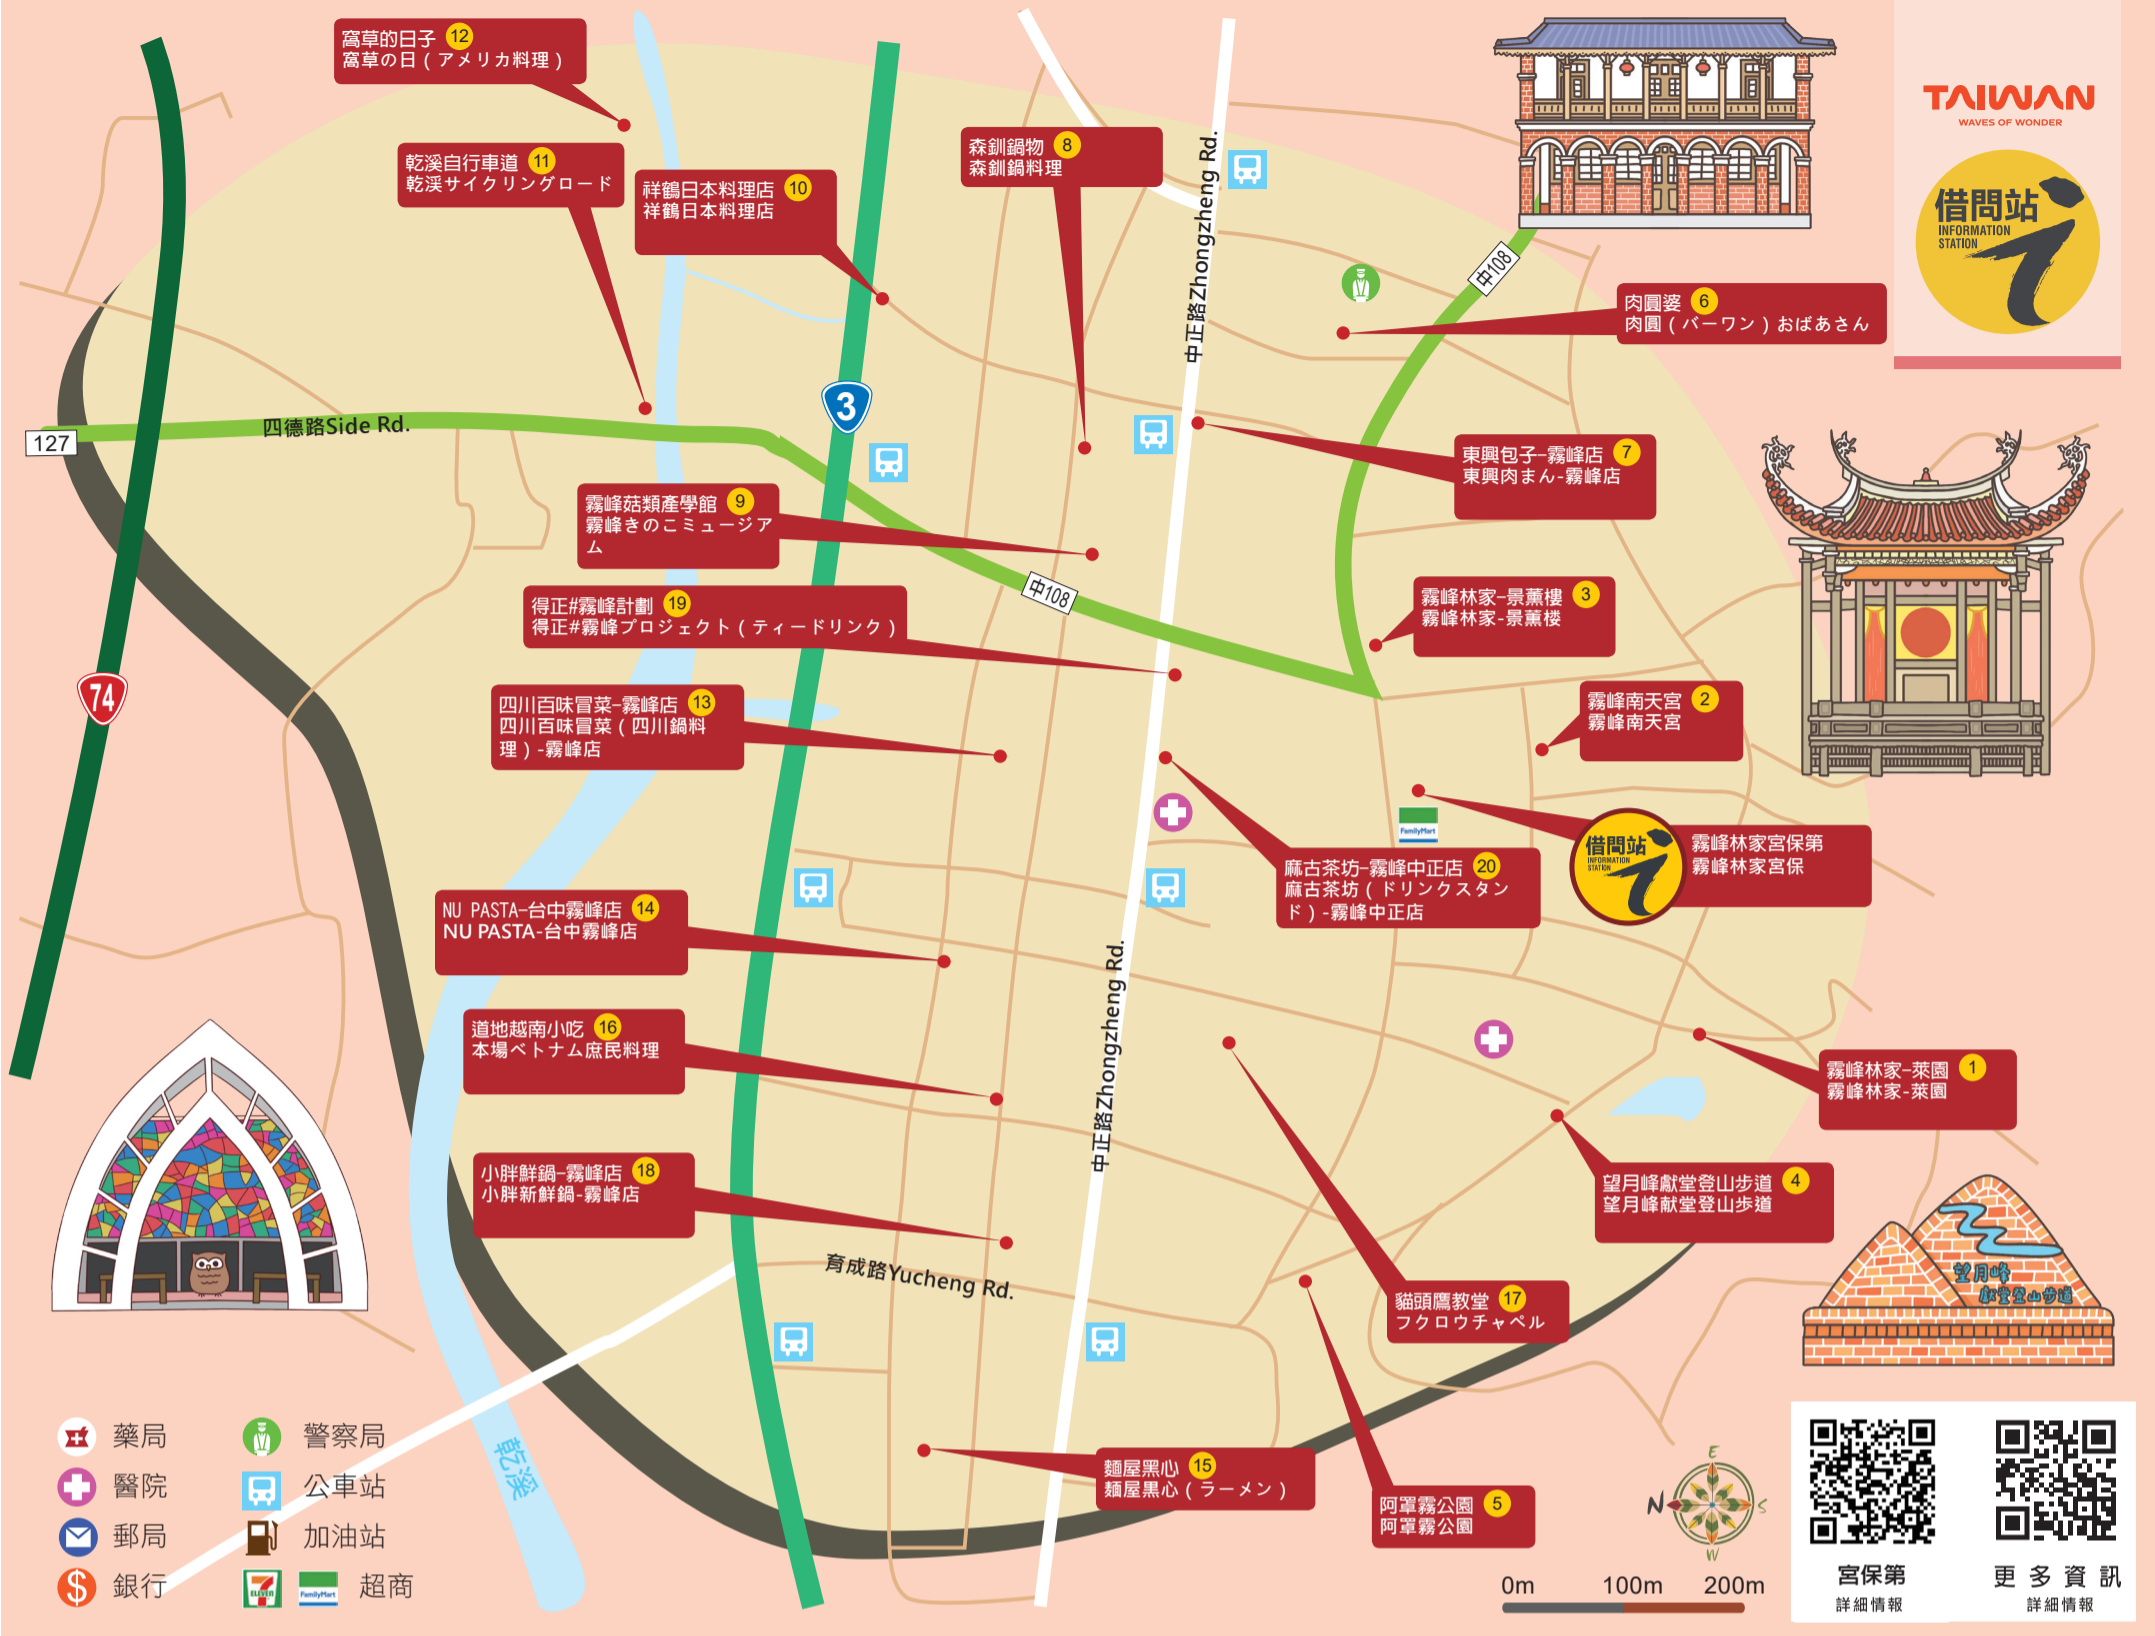 窩草的日子 12
窩草の日(アメリカ料理)
乾溪自行車道 11
乾渓サイクリングロード
祥鶴日本料理店 10
祥鶴日本料理店
森釧鍋物 8
森釧鍋料理
中正路Zhongzheng Rd.
中108
TAIWAN
WAVES OF WONDER
借問站
INFORMATION
STATION
肉圓婆 6
肉圓(バーワン)おばあさん
3
127
四德路Side Rd.
東興包子-霧峰店 7
東興肉まん-霧峰店
霧峰菇類產學館 9
霧峰きのこミュージア
ム
中108
得正#霧峰計劃 19
得正#霧峰プロジェクト(ティードリンク)
霧峰林家-景薰樓 3
霧峰林家-景薫楼
74
四川百味冒菜-霧峰店 13
四川百味冒菜(四川鍋料
理)-霧峰店
霧峰南天宮 2
霧峰南天宮
FamilyMart
借問站
INFORMATION
STATION
霧峰林家宮保第
霧峰林家宮保
麻古茶坊-霧峰中正店 20
麻古茶坊(ドリンクスタン
ド)-霧峰中正店
NU PASTA-台中霧峰店 14
NU PASTA-台中霧峰店
中正路Zhongzheng Rd.
道地越南小吃 16
本場ベトナム庶民料理
霧峰林家-萊園 1
霧峰林家-萊園
小胖鮮鍋-霧峰店 18
小胖新鮮鍋-霧峰店
望月峰獻堂登山步道 4
望月峰献堂登山歩道
望月峰
獻堂登山步道
育成路Yucheng Rd.
貓頭鷹教堂 17
フクロウチャペル
麵屋黑心 15
麺屋黒心(ラーメン)
阿罩霧公園 5
阿罩霧公園
乾溪
藥局
警察局
醫院
公車站
郵局
加油站
$ 銀行
7 ELEVEN FamilyMart 超商
E
N S
W
0m 100m 200m
宮保第
詳細情報
更多資訊
詳細情報